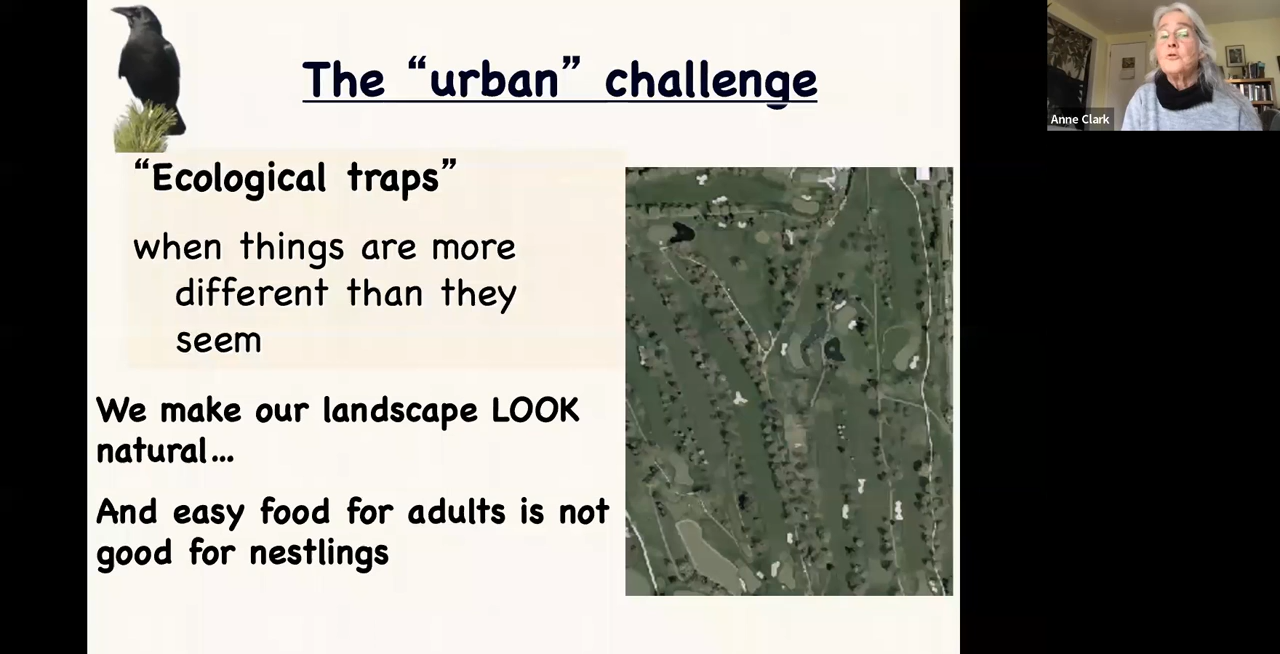 The “urban” challenge
Anne Clark
“Ecological traps”
when things are more
different than they
seem
We make our landscape LOOK
natural...
And easy food for adults is not
good for nestlings